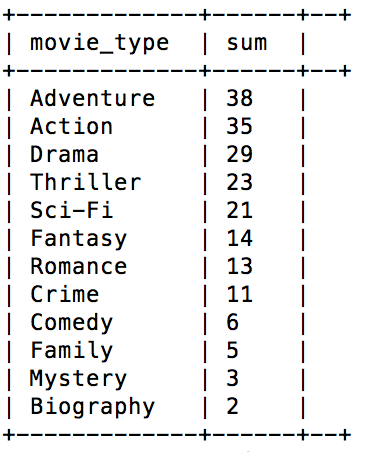 +-------------+------+--+
| movie_type  | sum  |
+-------------+------+--+
| Adventure   | 38   |
| Action      | 35   |
| Drama       | 29   |
| Thriller    | 23   |
| Sci-Fi      | 21   |
| Fantasy     | 14   |
| Romance     | 13   |
| Crime       | 11   |
| Comedy      | 6    |
| Family      | 5    |
| Mystery     | 3    |
| Biography   | 2    |
+-------------+------+--+